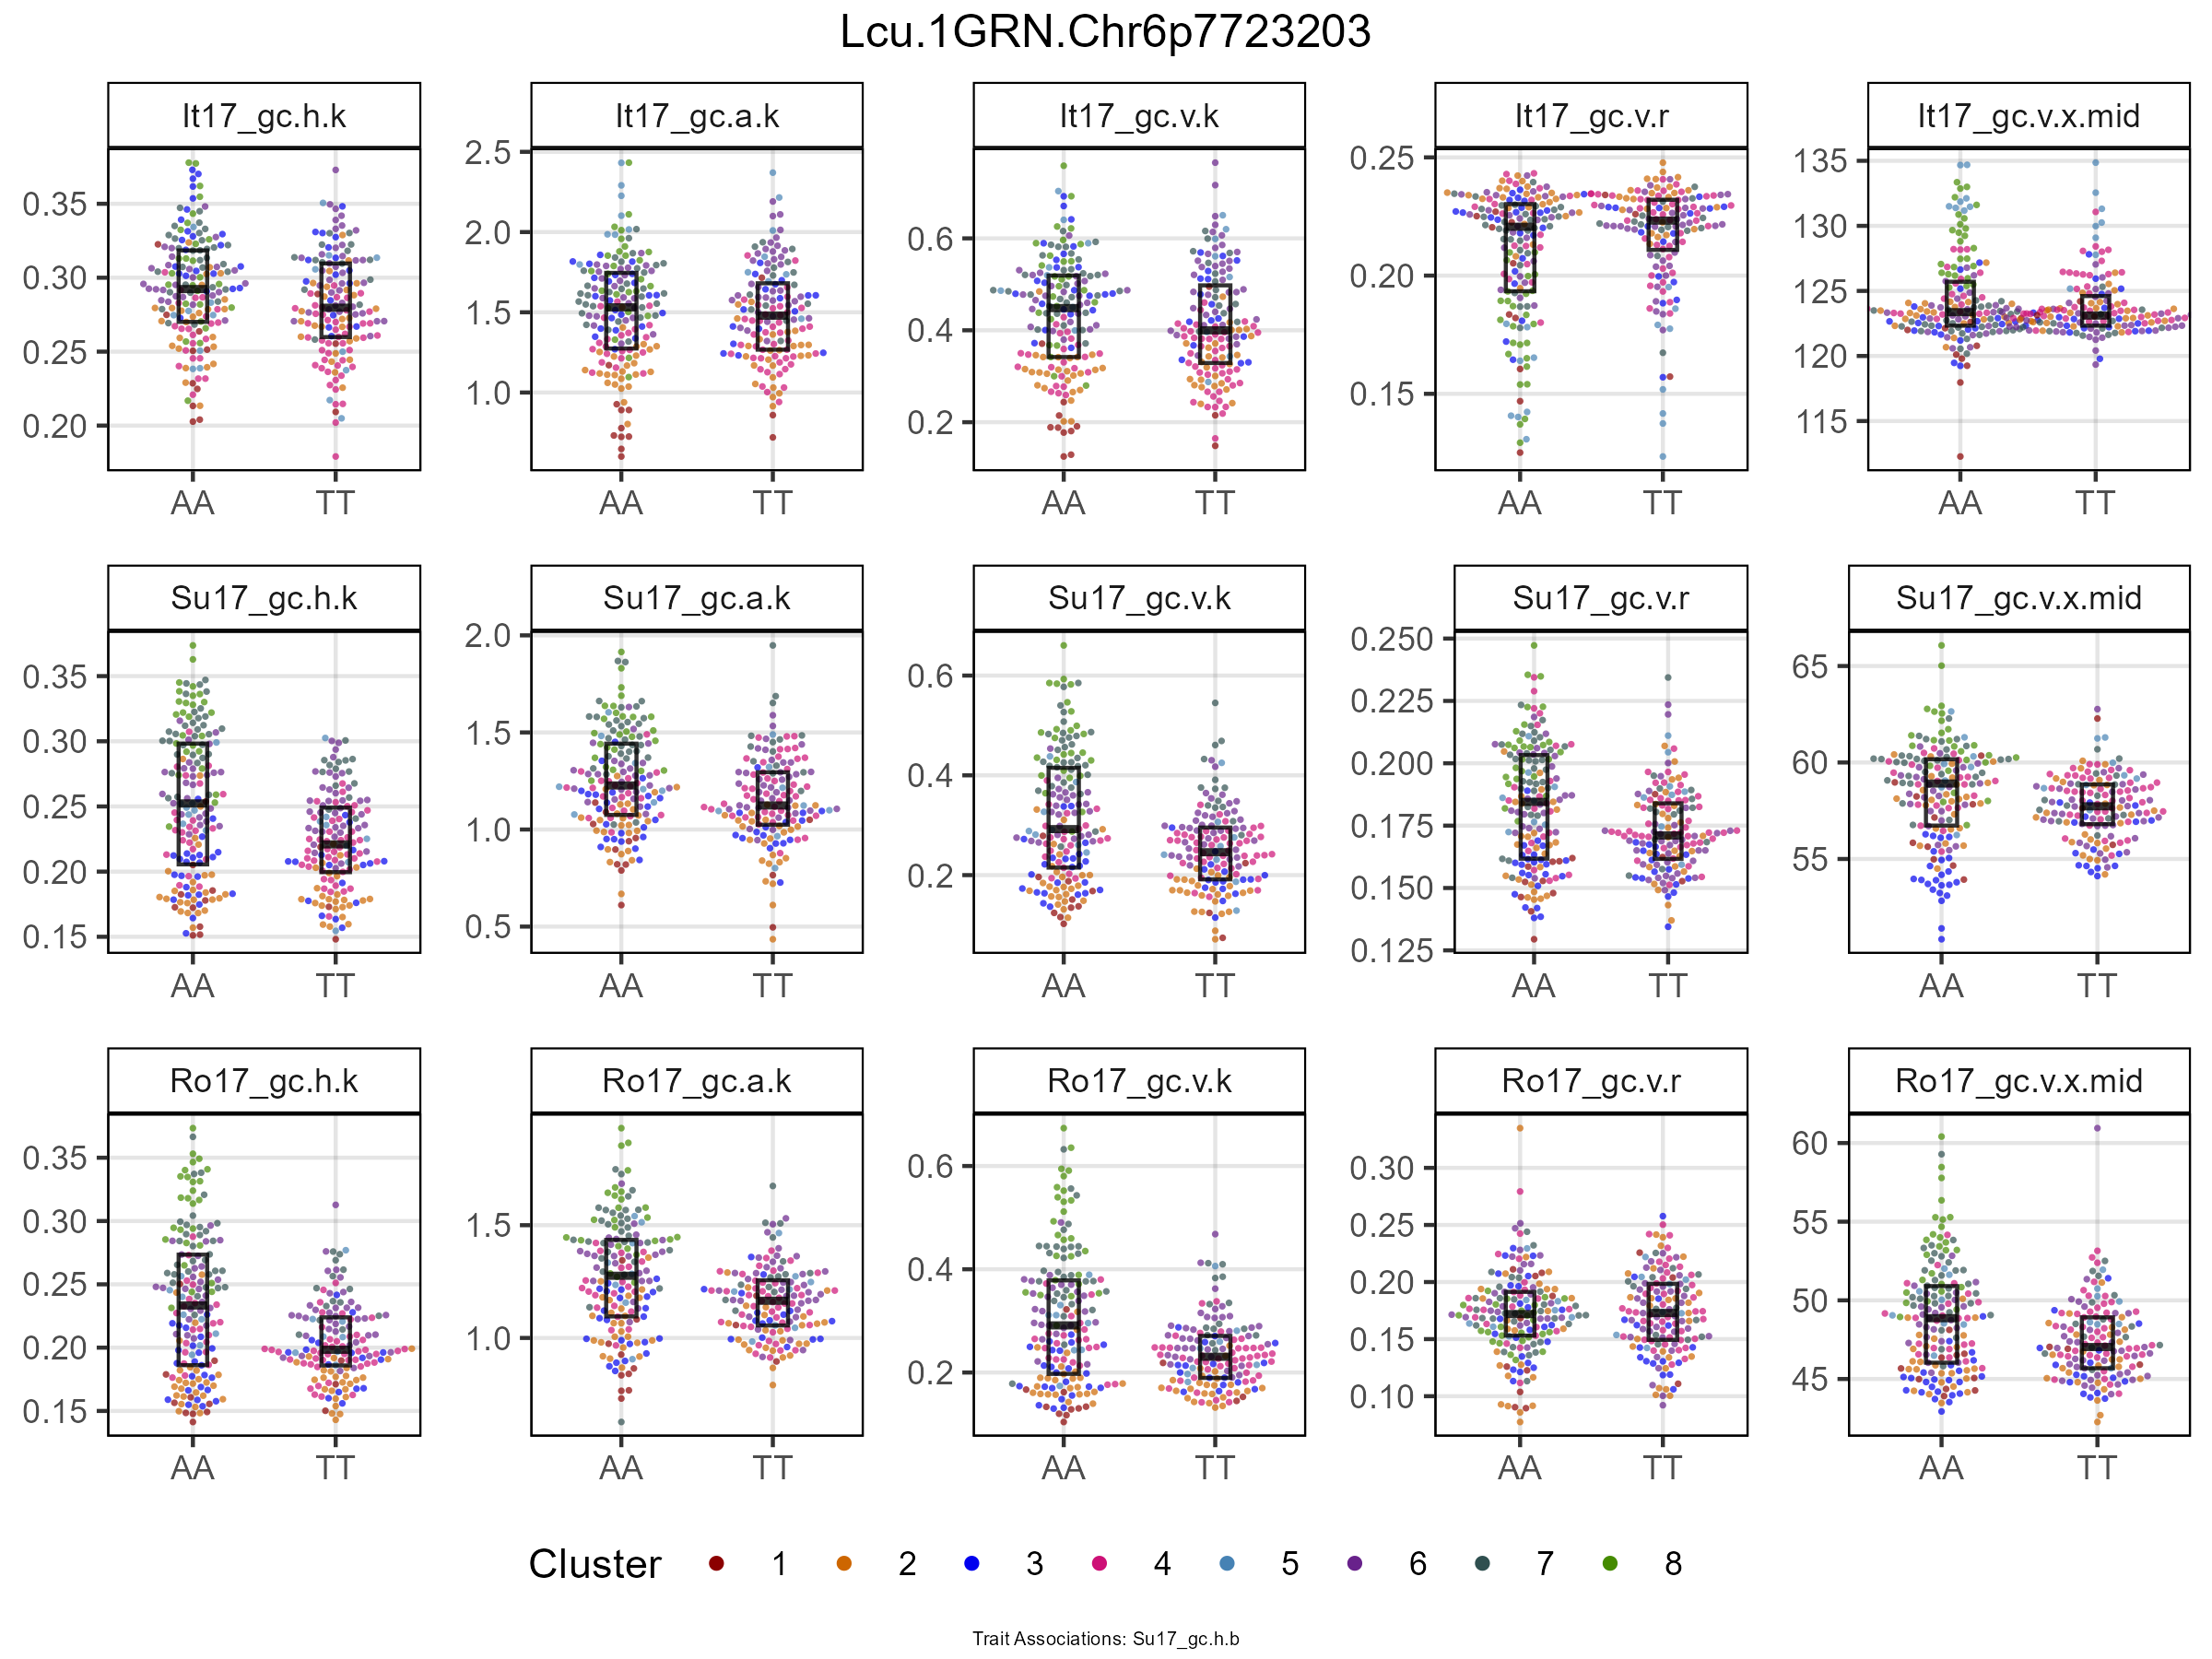 Lcu.1GRN.Chr6p7723203
It17_gc.h.k
It17_gc.a.k
It17_gc.v.k
It17_gc.v.r
It17_gc.v.x.mid
0.35
0.30
0.25
0.20
2.5
2.0
1.5
1.0
0.6
0.4
0.2
0.25
0.20
0.15
135
130
125
120
115
AA TT
AA TT
AA TT
AA TT
AA TT
Su17_gc.h.k
Su17_gc.a.k
Su17_gc.v.k
Su17_gc.v.r
Su17_gc.v.x.mid
0.35
0.30
0.25
0.20
0.15
2.0
1.5
1.0
0.5
0.6
0.4
0.2
0.250
0.225
0.200
0.175
0.150
0.125
65
60
55
AA TT
AA TT
AA TT
AA TT
AA TT
Ro17_gc.h.k
Ro17_gc.a.k
Ro17_gc.v.k
Ro17_gc.v.r
Ro17_gc.v.x.mid
0.35
0.30
0.25
0.20
0.15
1.5
1.0
0.6
0.4
0.2
0.30
0.25
0.20
0.15
0.10
60
55
50
45
AA TT
AA TT
AA TT
AA TT
AA TT
Cluster 1 2 3 4 5 6 7 8
Trait Associations: Su17_gc.h.b